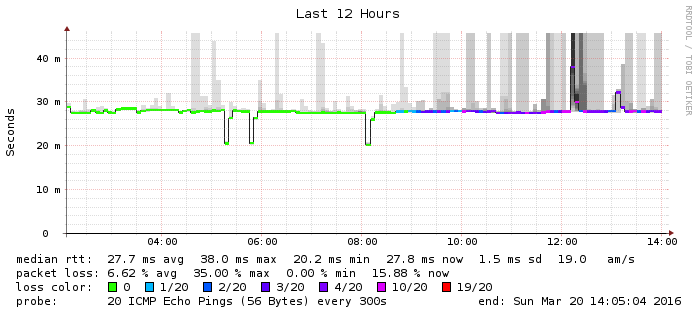 Last 12 Hours
RRDTOOL / TOBI OETIKER
Seconds
40 m
30 m
20 m
10 m
0
04:00 06:00 08:00 10:00 12:00 14:00
median rtt: 27.7 ms avg 38.0 ms max 20.2 ms min 27.8 ms now 1.5 ms sd 19.0 am/s
packet loss: 6.62 % avg 35.00 % max 0.00 % min 15.88 % now
loss color: 0 1/20 2/20 3/20 4/20 10/20 19/20
probe: 20 ICMP Echo Pings (56 Bytes) every 300s end: Sun Mar 20 14:05:04 2016